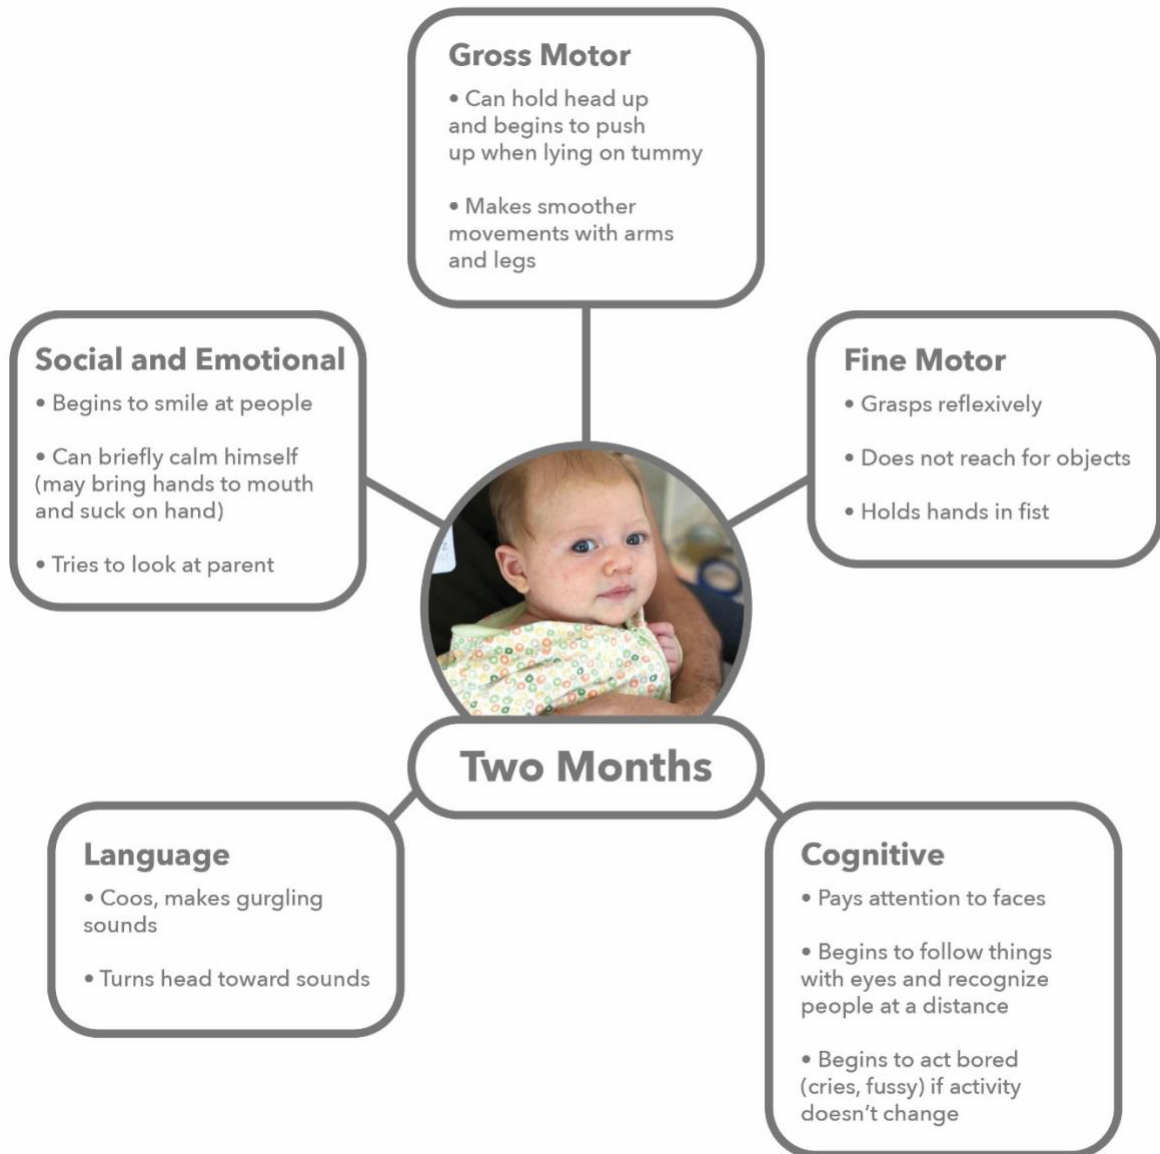 Gross Motor
• Can hold head up
and begins to push
up when lying on tummy
• Makes smoother
movements with arms
and legs
Social and Emotional
• Begins to smile at people
• Can briefly calm himself
(may bring hands to mouth
and suck on hand)
• Tries to look at parent
Fine Motor
• Grasps reflexively
• Does not reach for objects
• Holds hands in fist
Two Months
Language
• Coos, makes gurgling
sounds
• Turns head toward sounds
Cognitive
• Pays attention to faces
• Begins to follow things
with eyes and recognize
people at a distance
• Begins to act bored
(cries, fussy) if activity
doesn't change